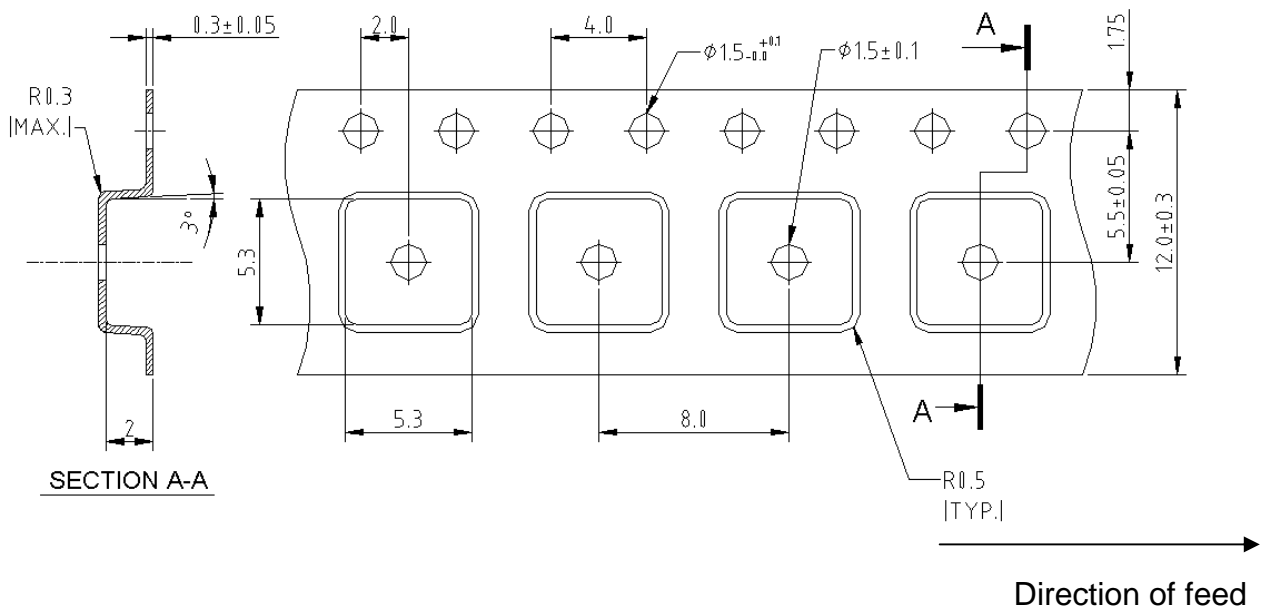 0.3±0.05
2.0
4.0
ϕ1.5 +0.1 -0.0
ϕ1.5±0.1
A
1.75
R0.3
|MAX.|
3°
5.3
5.5±0.05
12.0±0.3
2
5.3
8.0
A
SECTION A-A
R0.5
|TYP.|
Direction of feed